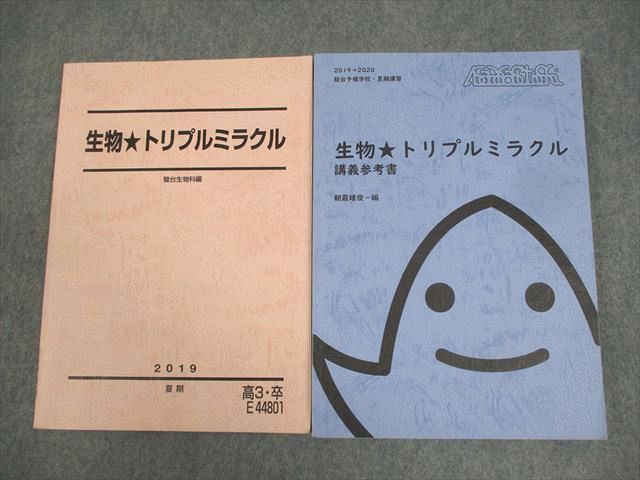 生物★トリプルミラクル
駿台生物科編
2019
夏期
高3・卒
E44801
2019→2020
駿台予備学校・夏期講習
生物★トリプルミラクル
講義参考書
朝霞靖俊一編